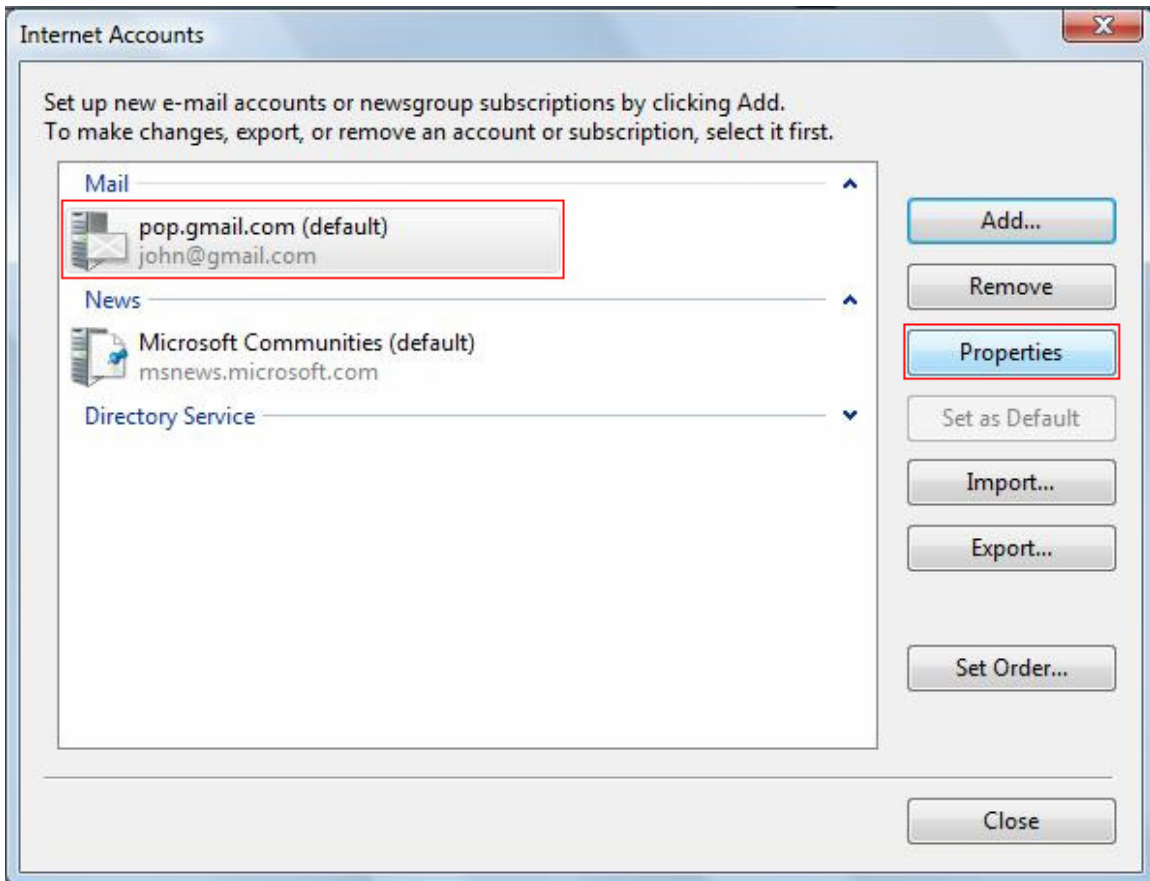 Internet Accounts
Set up new e-mail accounts or newsgroup subscriptions by clicking Add.
To make changes, export, or remove an account or subscription, select it first.
Mail
pop.gmail.com (default)
john@gmail.com
News
Microsoft Communities (default)
msnews.microsoft.com
Directory Service
Add...
Remove
Properties
Set as Default
Import...
Export...
Set Order...
Close